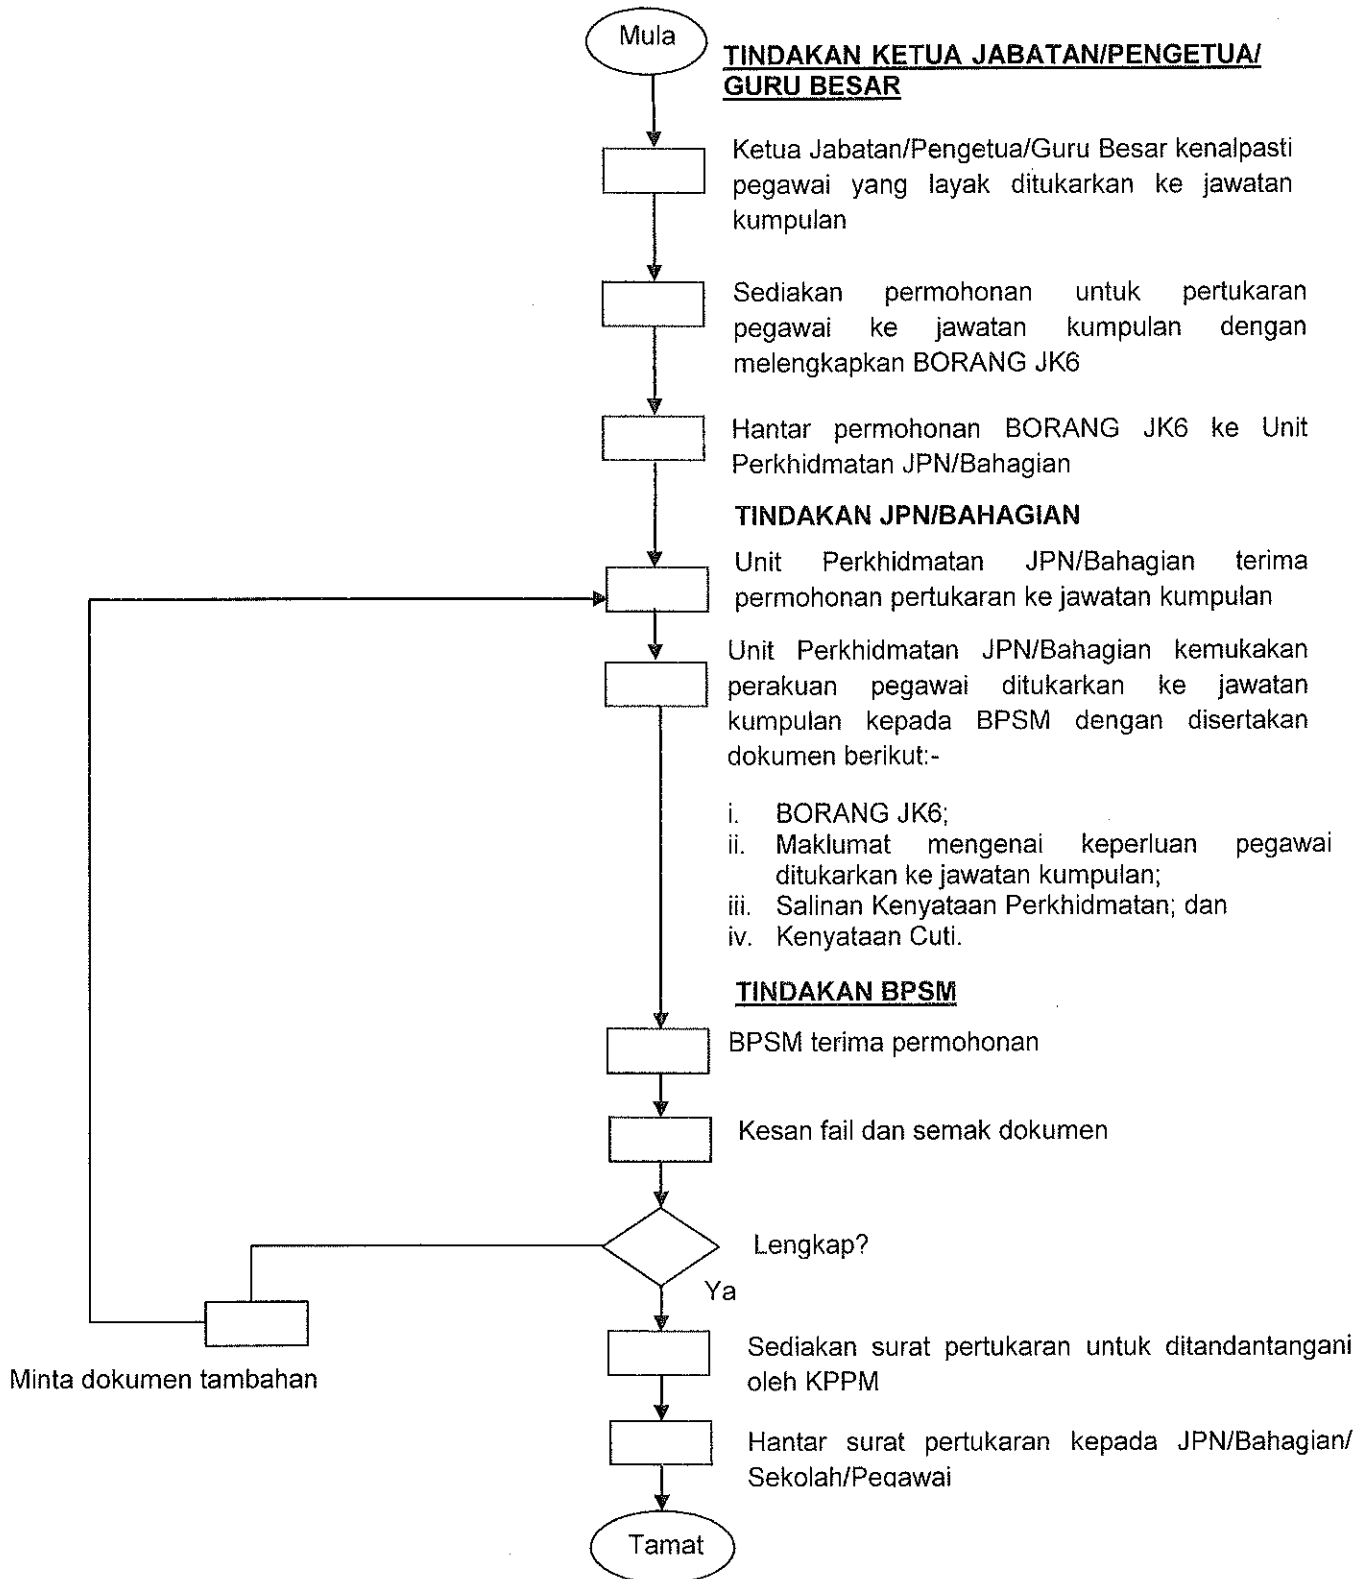 Mula
TINDAKAN KETUA JABATAN/PENGETUA/
GURU BESAR
Ketua Jabatan/Pengetua/Guru Besar kenalpasti
pegawai yang layak ditukarkan ke jawatan
kumpulan
Sediakan permohonan untuk pertukaran
pegawai ke jawatan kumpulan dengan
melengkapkan BORANG JK6
Hantar permohonan BORANG JK6 ke Unit
Perkhidmatan JPN/Bahagian
TINDAKAN JPN/BAHAGIAN
Unit Perkhidmatan JPN/Bahagian terima
permohonan pertukaran ke jawatan kumpulan
Unit Perkhidmatan JPN/Bahagian kemukakan
perakuan pegawai ditukarkan ke jawatan
kumpulan kepada BPSM dengan disertakan
dokumen berikut:-
i. BORANG JK6;
ii. Maklumat mengenai keperluan pegawai
ditukarkan ke jawatan kumpulan;
iii. Salinan Kenyataan Perkhidmatan; dan
iv. Kenyataan Cuti.
TINDAKAN BPSM
BPSM terima permohonan
Kesan fail dan semak dokumen
Lengkap?
Ya
Minta dokumen tambahan
Sediakan surat pertukaran untuk ditandantangani
oleh KPPM
Hantar surat pertukaran kepada JPN/Bahagian/
Sekolah/Pegawai
Tamat